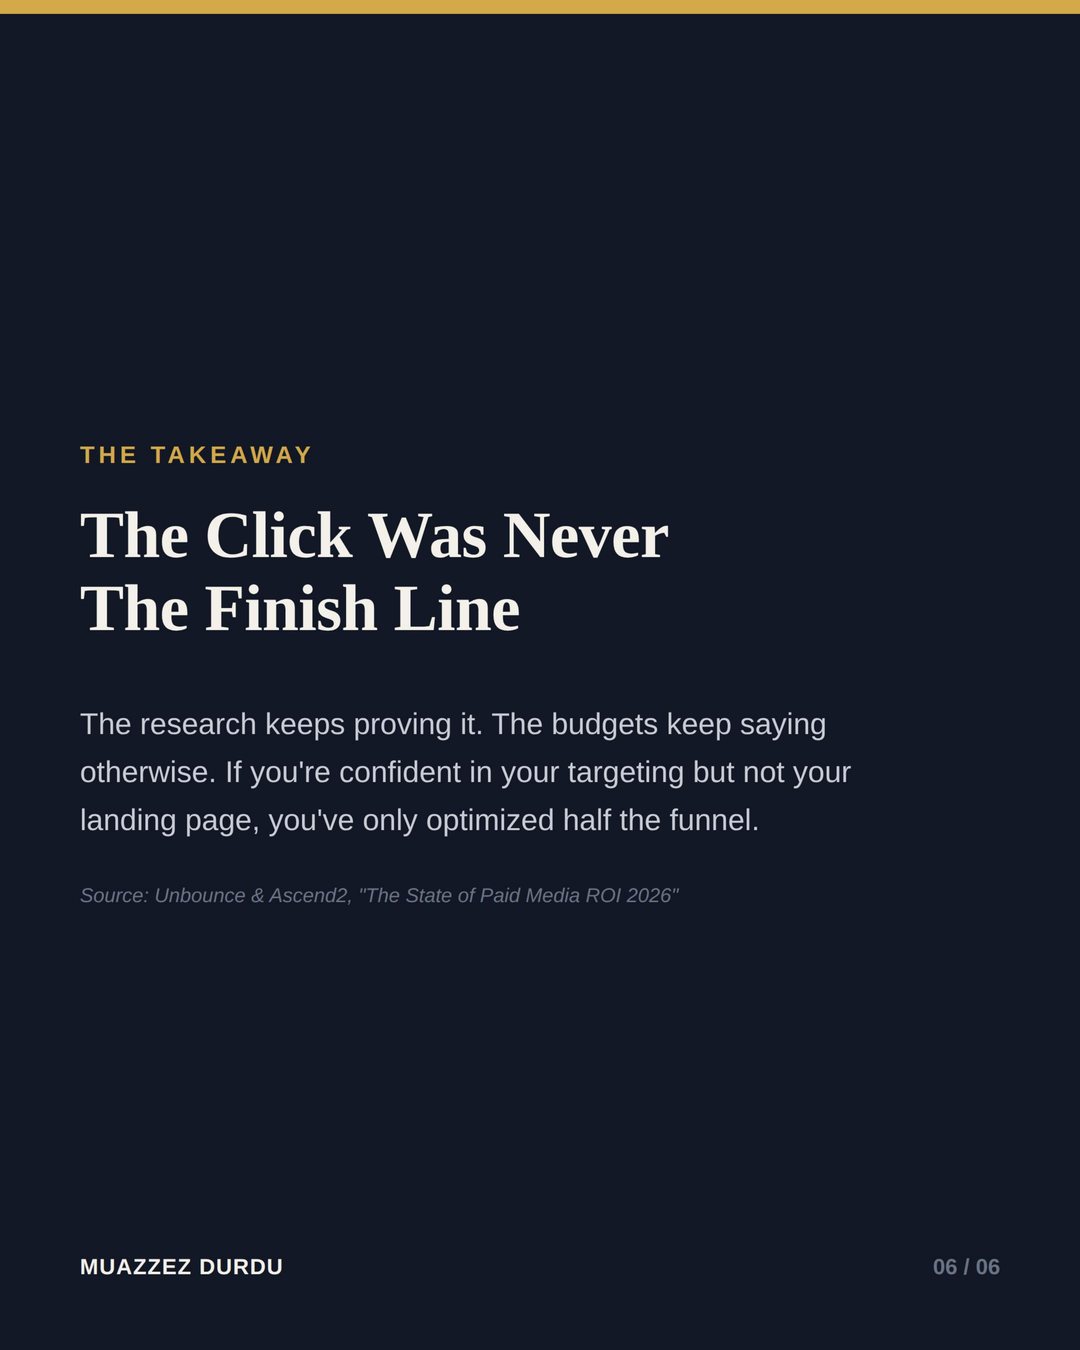 THE TAKEAWAY
The Click Was Never
The Finish Line
The research keeps proving it. The budgets keep saying
otherwise. If you're confident in your targeting but not your
landing page, you've only optimized half the funnel.
Source: Unbounce & Ascend2, "The State of Paid Media ROI 2026"
MUAZZEZ DURDU
06 / 06